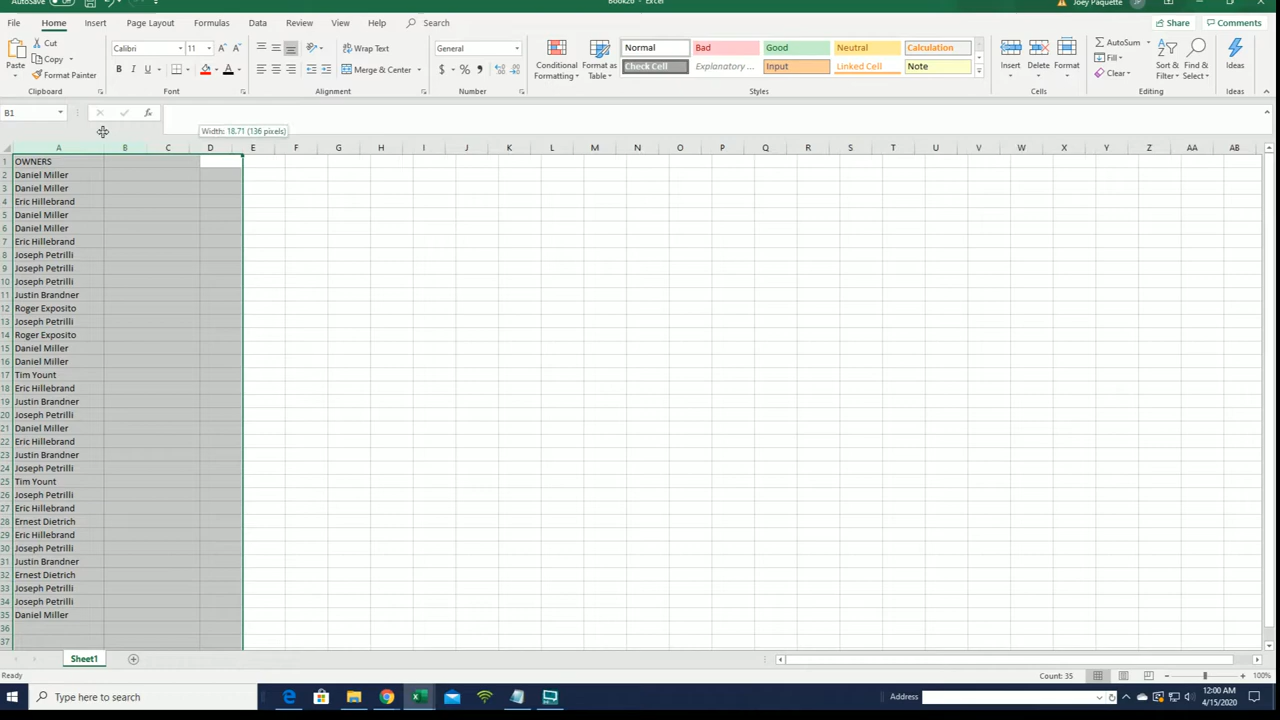 AutoSave Off Book26 - Excel Joey Paquette JP
File Home Insert Page Layout Formulas Data Review View Help Search Share Comments
Paste Cut Copy Format Painter Clipboard
Calibri 11 B I U A Font
Wrap Text Merge & Center Alignment
General $ % , Number
Conditional Formatting Format as Table
Normal Bad Good Neutral Calculation
Check Cell Explanatory ... Input Linked Cell Note
Styles
Insert Delete Format Cells
AutoSum Fill Clear Sort & Filter Find & Select Editing
Ideas Ideas
B1 fx
Width: 18.71 (136 pixels)
A B C D E F G H I J K L M N O P Q R S T U V W X Y Z AA AB
1 OWNERS
2 Daniel Miller
3 Daniel Miller
4 Eric Hillebrand
5 Daniel Miller
6 Daniel Miller
7 Eric Hillebrand
8 Joseph Petrilli
9 Joseph Petrilli
10 Joseph Petrilli
11 Justin Brandner
12 Roger Exposito
13 Joseph Petrilli
14 Roger Exposito
15 Daniel Miller
16 Daniel Miller
17 Tim Yount
18 Eric Hillebrand
19 Justin Brandner
20 Joseph Petrilli
21 Daniel Miller
22 Eric Hillebrand
23 Justin Brandner
24 Joseph Petrilli
25 Tim Yount
26 Joseph Petrilli
27 Eric Hillebrand
28 Ernest Dietrich
29 Eric Hillebrand
30 Joseph Petrilli
31 Justin Brandner
32 Ernest Dietrich
33 Joseph Petrilli
34 Joseph Petrilli
35 Daniel Miller
36
37
Sheet1
Ready Count: 35 100%
Type here to search Address 12:00 AM
4/15/2020